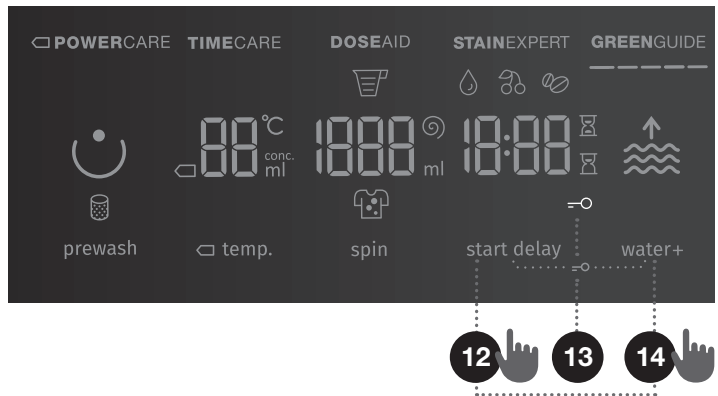 POWERCARE TIMECARE DOSEAID STAINEXPERT GREENGUIDE
88 °C conc. ml 1888 ml 18:88
prewash temp. spin start delay water+
12 13 14